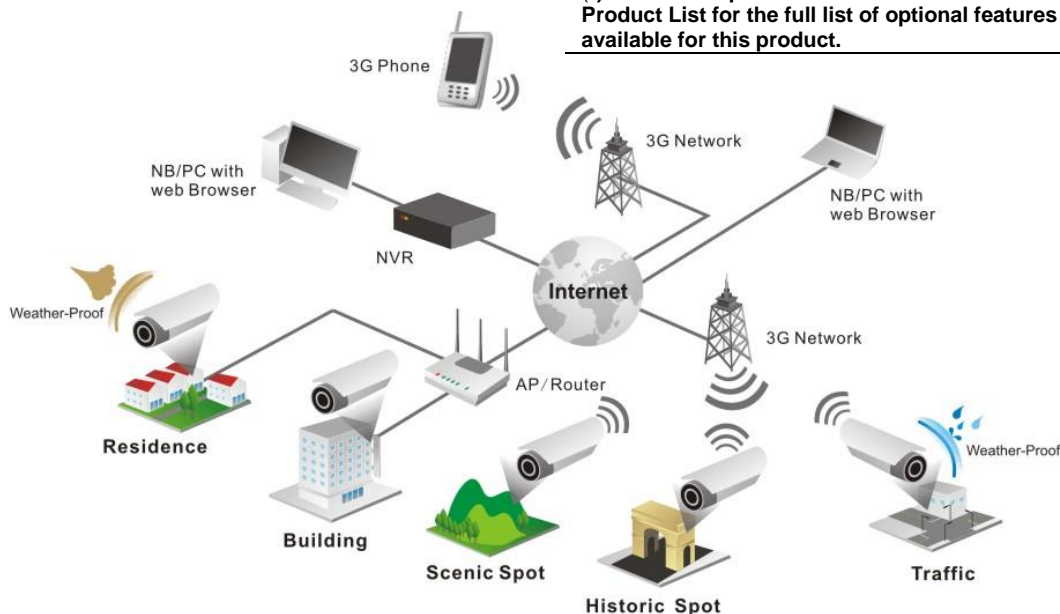 Product List for the full list of optional features
available for this product.
3G Phone
3G Network
NB/PC with
web Browser
NB/PC with
web Browser
NVR
Internet
Weather-Proof
3G Network
AP/Router
Residence
Weather-Proof
Building
Scenic Spot
Traffic
Historic Spot